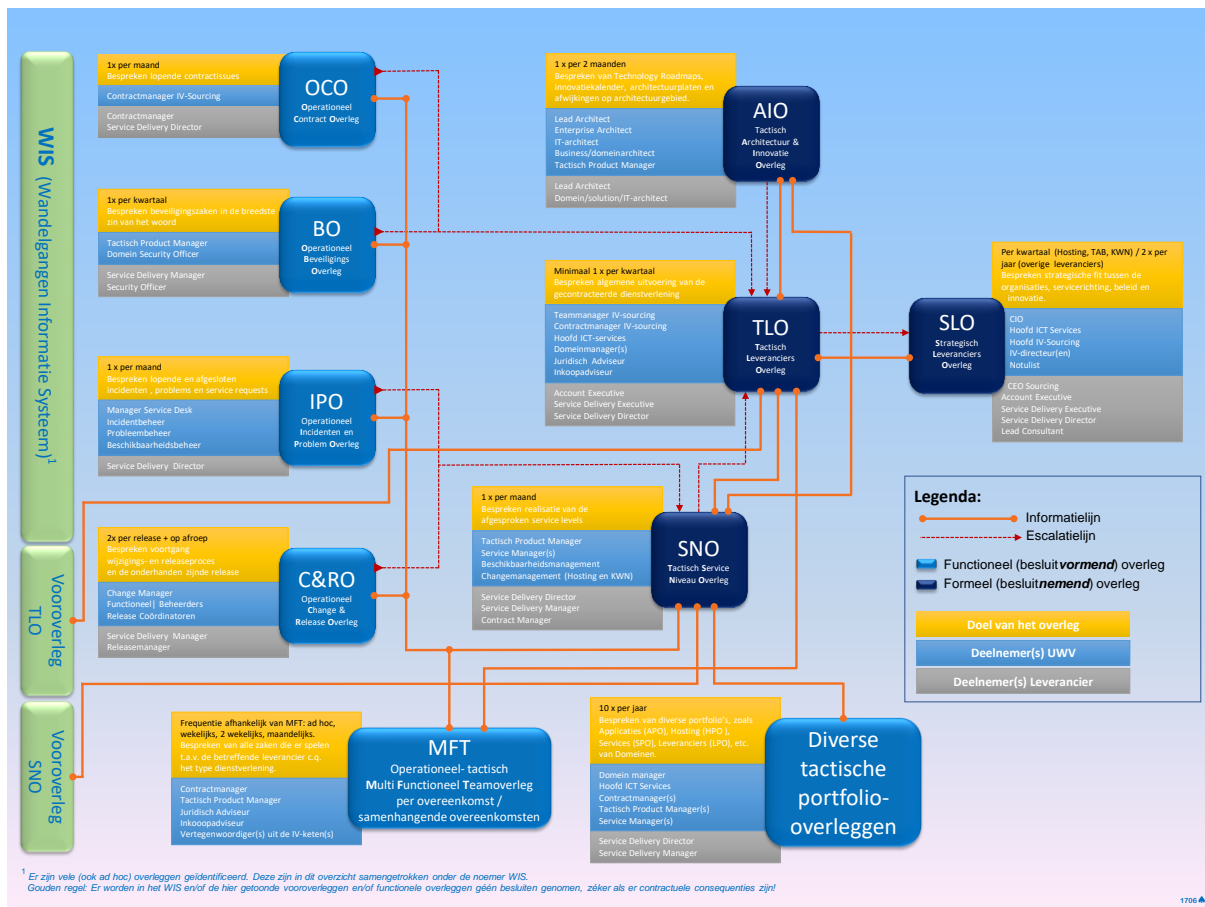 WIS (Wandelgangen Informatie Systeem)1
Vooroverleg
TLO
Vooroverleg
SNO
1x per maand
Bespreken lopende contractissues
Contractmanager IV-Sourcing
Contractmanager
Service Delivery Director
OCO
Operationeel
Contract Overleg
1x per kwartaal
Bespreken beveiligingszaken in de breedste
zin van het woord
Tactisch Product Manager
Domein Security Officer
Service Delivery Manager
Security Officer
BO
Operationeel
Beveiligings
Overleg
1 x per maand
Bespreken lopende en afgesloten
incidenten , problems en service requests
Manager Service Desk
Incidentbeheer
Probleembeheer
Beschikbaarheidsbeheer
Service Delivery Director
IPO
Operationeel
Incidenten en
Problem Overleg
2x per release + op afroep
Bespreken voortgang
wijzigings- en releaseproces
en de onderhanden zijnde release
Change Manager
Functioneel| Beheerders
Release Coördinatoren
Service Delivery Manager
Releasemanager
C&RO
Operationeel
Change &
Release Overleg
1 x per 2 maanden
Bespreken van Technology Roadmaps,
innovatiekalender, architectuurplaten en
afwijkingen op architectuurgebied.
Lead Architect
Enterprise Architect
IT-architect
Business/domeinarchitect
Tactisch Product Manager
Lead Architect
Domein/solution/IT-architect
AIO
Tactisch
Architectuur &
Innovatie
Overleg
Minimaal 1x per kwartaal
Bespreken algemene uitvoering van de
gecontracteerde dienstverlening
Teammanager IV-sourcing
Contractmanager IV-sourcing
Hoofd ICT-services
Domeinmanager(s)
Juridisch Adviseur
Inkoopadviseur
Account Executive
Service Delivery Executive
Service Delivery Director
TLO
Tactisch
Leveranciers
Overleg
SLO
Strategisch
Leveranciers
Overleg
Per kwartaal (Hosting, TAB, KWN) / 2 x per
jaar (overige leveranciers)
Bespreken strategische fit tussen de
organisaties, servicerichting, beleid en
innovatie.
CIO
Hoofd ICT Services
Hoofd IV-Sourcing
IV-directeur(en)
Notulist
CEO Sourcing
Account Executive
Service Delivery Executive
Service Delivery Director
Lead Consultant
1 x per maand
Bespreken realisatie van de
afgesproken service levels
Tactisch Product Manager
Service Manager(s)
Beschikbaarheidsmanagement
Changemanagement (Hosting en KWN)
Service Delivery Director
Service Delivery Manager
Contract Manager
SNO
Tactisch Service
Niveau Overleg
Legenda:
Informatielijn
Escalatielijn
Functioneel (besluitvormend) overleg
Formeel (besluitnemend) overleg
Doel van het overleg
Deelnemer(s) UWV
Deelnemer(s) Leverancier
Frequentie afhankelijk van MFT: ad hoc,
wekelijks, 2 wekelijks, maandelijks.
Bespreken van alle zaken die er spelen
t.a.v. de betreffende leverancier c.q.
het type dienstverlening.
Contractmanager
Tactisch Product Manager
Juridisch Adviseur
Inkooopadviseur
Vertegenwoordiger(s) uit de IV-keten(s)
MFT
Operationeel- tactisch
Multi Functioneel Teamoverleg
per overeenkomst /
samenhangende overeenkomsten
10 x per jaar
Bespreken van diverse portfolio's, zoals
Applicaties (APO), Hosting (HPO ),
Services (SPO), Leveranciers (LPO), etc.
van Domeinen.
Domein manager
Hoofd ICT Services
Contractmanager(s)
Tactisch Product Manager(s)
Service Manager(s)
Service Delivery Director
Service Delivery Manager
Diverse
tactische
portfolio-
overleggen
1 Er zijn vele (ook ad hoc) overleggen geïdentificeerd. Deze zijn in dit overzicht samengetrokken onder de noemer WIS.
Gouden regel: Er worden in het WIS en/of de hier getoonde vooroverleggen en/of functionele overleggen géén besluiten genomen, zéker als er contractuele consequenties zijn!
1706